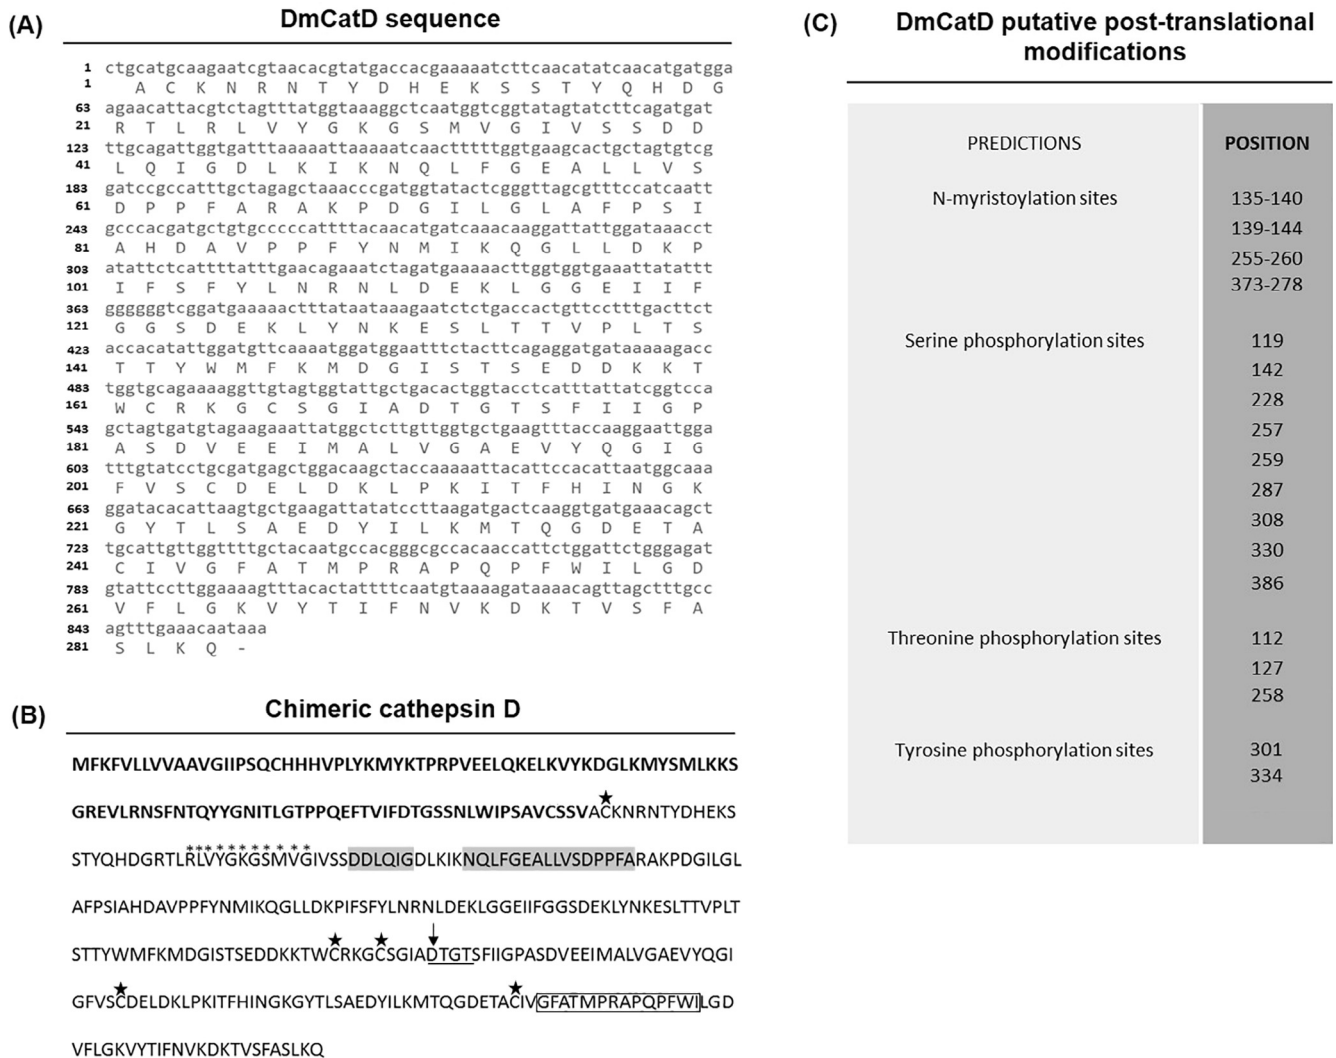 (A)
DmCatD sequence
1 ctgcatgcaagaatcgtaacacgtatgaccacgaaaaatcttcaacatatcaacatgatgga
1 A C K N R N T Y D H E K S S T Y Q H D G
63 agaacattacgtctagtttatggtaaaggctcaatggtcggtatagtatcttcagatgat
21 R T L R L V Y G K G S M V G I V S S D D
123 ttgcagattggtgatttaaaaattaaaaatcaactttttggtgaagcactgctagtgtcg
41 L Q I G D L K I K N Q L F G E A L L V S
183 gatccgccatttgctagagctaaacccgatggtatactcgggttagcgtttccatcaatt
61 D P P F A R A K P D G I L G L A F P S I
243 gcccacgatgctgtgcccccattttacaacatgatcaaacaaggattattggataaacct
81 A H D A V P P F Y N M I K Q G L L D K P
303 atattctcattttatttgaacagaaatctagatgaaaaacttggtggtgaaattatattt
101 I F S F Y L N R N L D E K L G G E I I F
363 ggggggtcggatgaaaaactttataataaagaatctctgaccactgttcctttgacttct
121 G G S D E K L Y N K E S L T T V P L T S
423 accacatattggatgttcaaaatggatggaatttctacttcagaggatgataaaaagacc
141 T T Y W M F K M D G I S T S E D D K K T
483 tggtgcagaaaaggttgtagtggtattgctgacactggtacctcatttattatcggtcca
161 W C R K G C S G I A D T G T S F I I G P
543 gctagtgatgtagaagaaattatggctcttgttggtgctgaagtttaccaaggaattgga
181 A S D V E E I M A L V G A E V Y Q G I G
603 tttgtatcctgcgatgagctggacaagctaccaaaaattacattccacattaatggcaaa
201 F V S C D E L D K L P K I T F H I N G K
663 ggatacacattaagtgctgaagattatatccttaagatgactcaaggtgatgaaacagct
221 G Y T L S A E D Y I L K M T Q G D E T A
723 tgcattgttggttttgctacaatgccacgggcgccacaaccattctggattctgggagat
241 C I V G F A T M P R A P Q P F W I L G D
783 gtattccttggaaaagtttacactattttcaatgtaaaagataaaacagttagctttgcc
261 V F L G K V Y T I F N V K D K T V S F A
843 agtttgaaacaataaa
281 S L K Q -
(B)
Chimeric cathepsin D
MFKFVLLVVAAVGIIPSQCHHHVPLYKMYKTPRPVEELQKELKVYKDGLKMYSMLKKS
GREVLRNSFNTQYYGNITLGTPPQEFTVIFDTGSSNLWIPSAVCSSVACKNRNTYDHEKS
STYQHDGRTLRLVYGKGSMVGIVSSDDLQIGDLKIKNQLFGEALLVSDPPFARAKPDGILGL
AFPSIAHDAVPPFYNMIKQGLLDKPIFSFYLNRNLDEKLGGEIIFGGSDEKLYNKESLTTVPLT
STTYWMFKMDGISTSEDDKKTWCRKGCSGIADTGTSFIIGPASDVEEIMALVGAEVYQGI
GFVSCDELDKLPKITFHINGKGYTLSAEDYILKMTQGDETACIVGFATMPRAPQPFWILGD
VFLGKVYTIFNVKDKTVSFASLKQ
(C)
DmCatD putative post-translational
modifications
PREDICTIONS POSITION
N-myristoylation sites 135-140
139-144
255-260
373-278
Serine phosphorylation sites 119
142
228
257
259
287
308
330
386
Threonine phosphorylation sites 112
127
258
Tyrosine phosphorylation sites 301
334